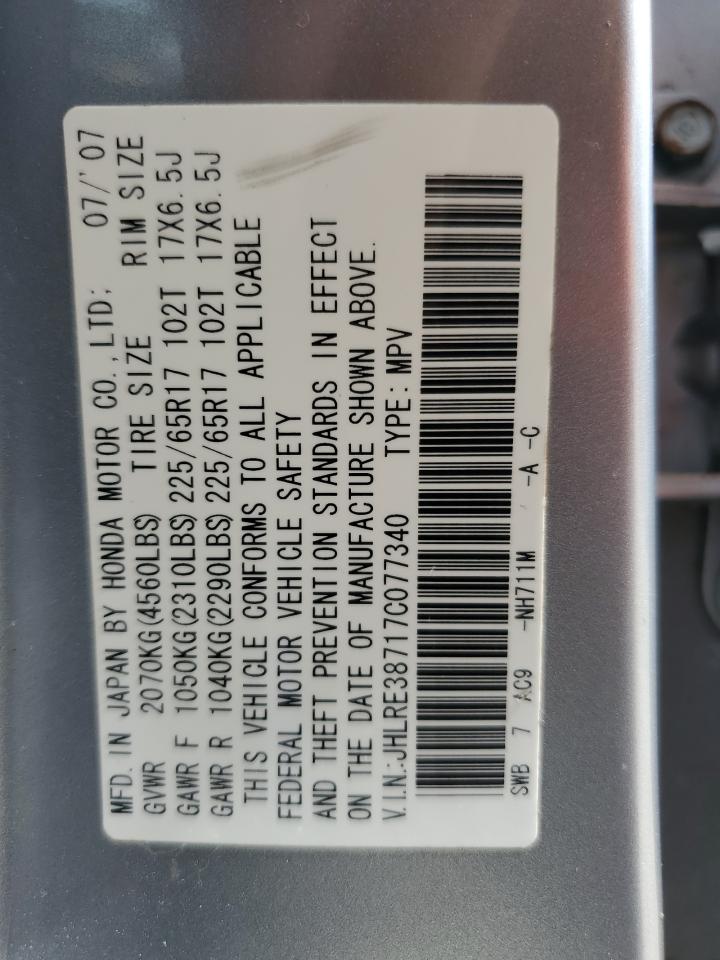 MFD. IN JAPAN BY HONDA MOTOR CO.,LTD; 07/'07
GVWR 2070KG(4560LBS) TIRE SIZE RIM SIZE
GAWR F 1050KG(2310LBS) 225/65R17 102T 17X6.5J
GAWR R 1040KG(2290LBS) 225/65R17 102T 17X6.5J
THIS VEHICLE CONFORMS TO ALL APPLICABLE
FEDERAL MOTOR VEHICLE SAFETY
AND THEFT PREVENTION STANDARDS IN EFFECT
ON THE DATE OF MANUFACTURE SHOWN ABOVE.
V.I.N.:JHLRE38717C077340 TYPE: MPV
SWB 7 AC9 -NH711M -A -C